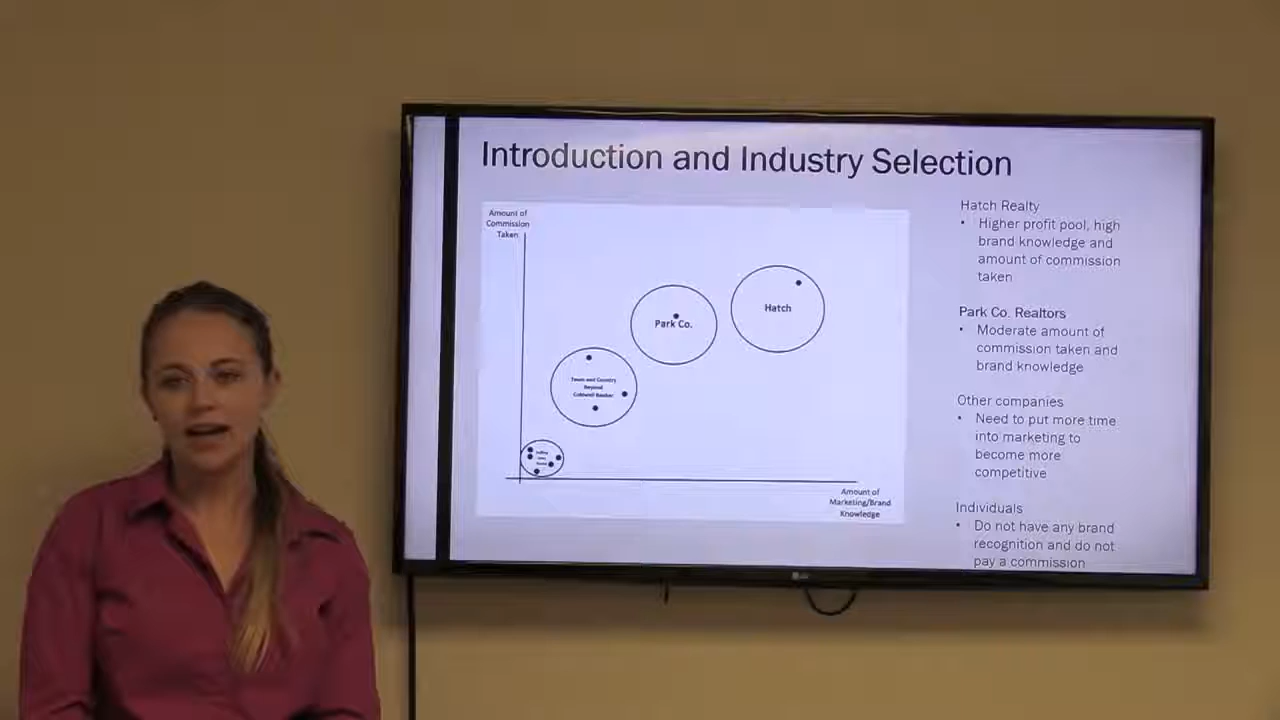 Introduction and Industry Selection
Amount of
Commission
Taken
Hatch
Park Co.
Town and Country
Beyond
Coldwell Banker
Amount of
Marketing/Brand
Knowledge
Hatch Realty
• Higher profit pool, high
brand knowledge and
amount of commission
taken
Park Co. Realtors
• Moderate amount of
commission taken and
brand knowledge
Other companies
• Need to put more time
into marketing to
become more
competitive
Individuals
• Do not have any brand
recognition and do not
pay a commission